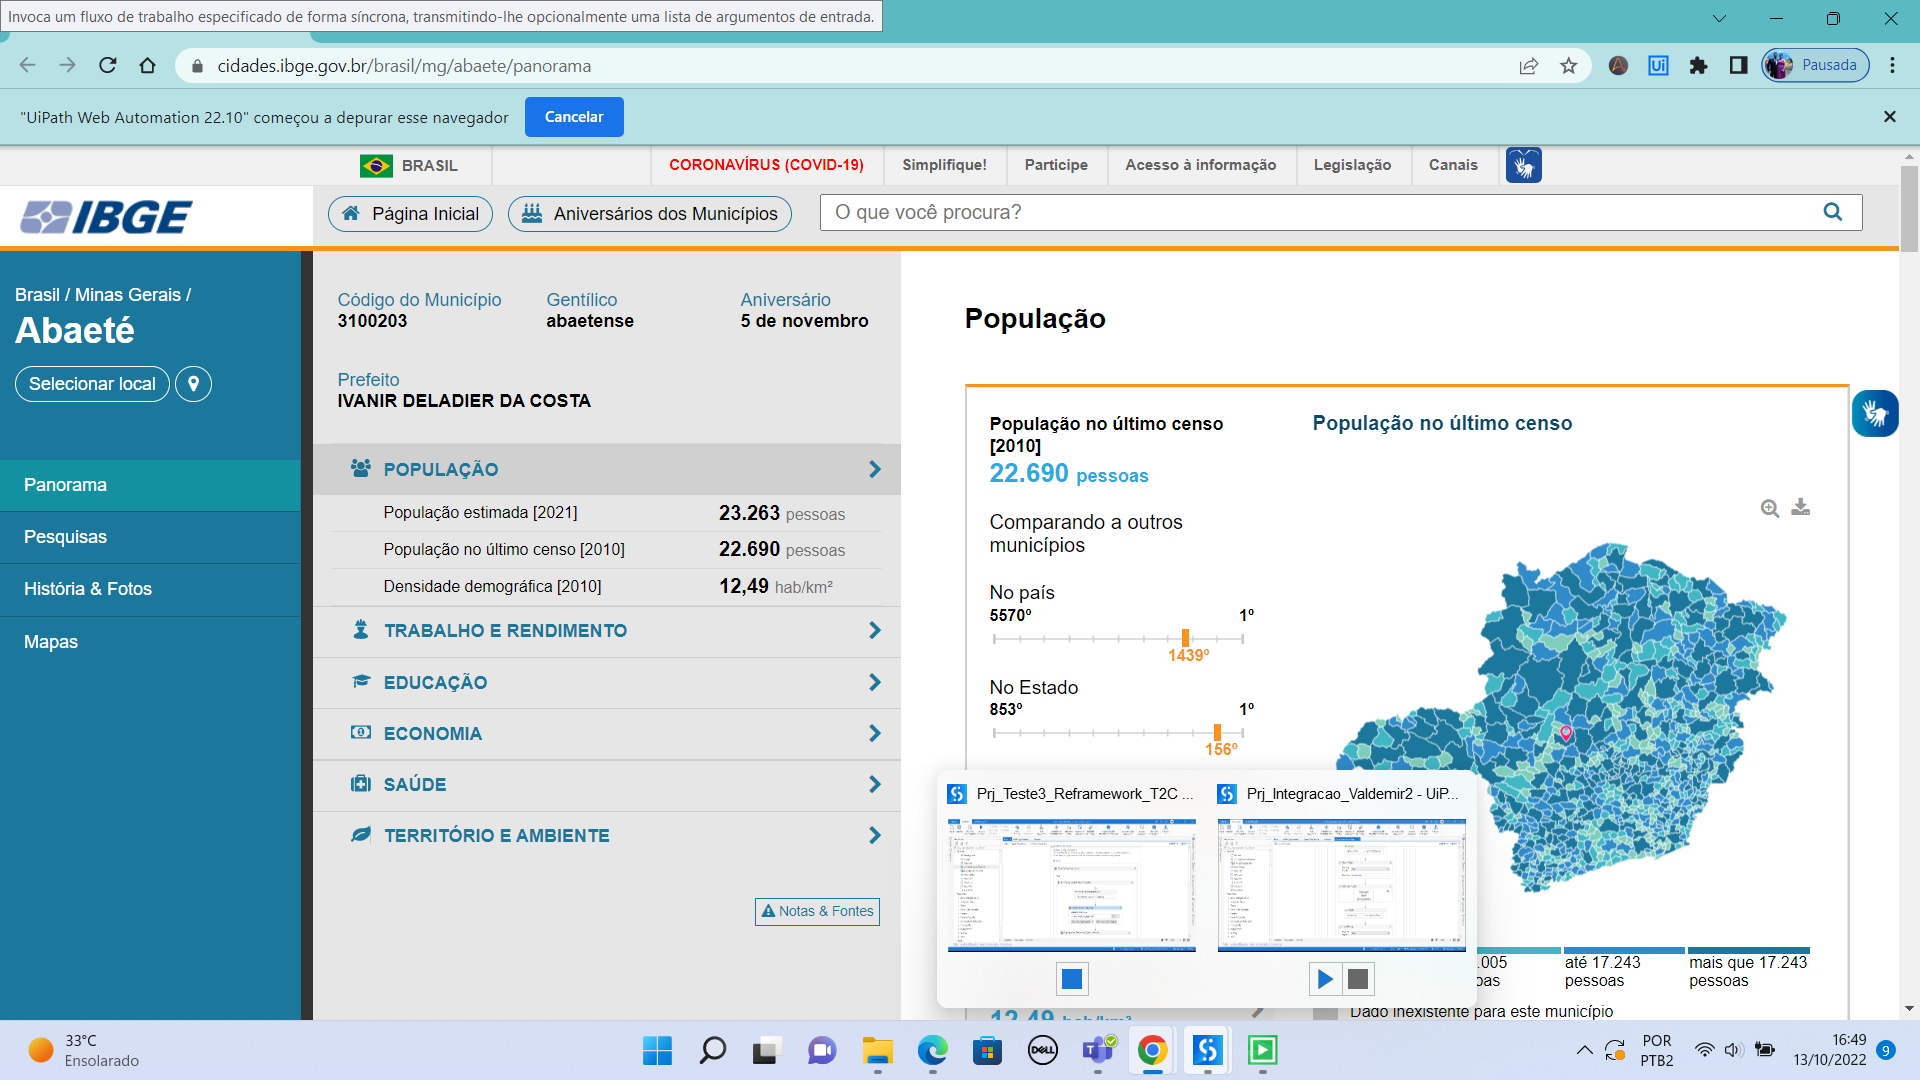 Invoca um fluxo de trabalho especificado de forma síncrona, transmitindo-lhe opcionalmente uma lista de argumentos de entrada.
cidades.ibge.gov.br/brasil/mg/abaete/panorama
Ui
Pausada
"UiPath Web Automation 22.10" começou a depurar esse navegador
Cancelar
BRASIL
CORONAVÍRUS (COVID-19)
Simplifique!
Participe
Acesso à informação
Legislação
Canais
IBGE
Página Inicial
Aniversários dos Municípios
O que você procura?
Brasil / Minas Gerais /
Abaeté
Selecionar local
Panorama
Pesquisas
História & Fotos
Mapas
Código do Município
3100203
Gentílico
abaetense
Aniversário
5 de novembro
Prefeito
IVANIR DELADIER DA COSTA
POPULAÇÃO
População estimada [2021] 23.263 pessoas
População no último censo [2010] 22.690 pessoas
Densidade demográfica [2010] 12,49 hab/km²
TRABALHO E RENDIMENTO
EDUCAÇÃO
ECONOMIA
SAÚDE
TERRITÓRIO E AMBIENTE
Notas & Fontes
População
População no último censo
[2010]
22.690 pessoas
Comparando a outros
municípios
No país
5570º 1º
1439º
No Estado
853º 1º
156º
População no último censo
Prj_Teste3_Reframework_T2C ...
Prj_Integracao_Valdemir2 - UiP...
.005
até 17.243
pessoas
mais que 17.243
pessoas
Dado inexistente para este município
12,49 hab/km²
33°C
Ensolarado
DELL
POR
PTB2
16:49
13/10/2022
9